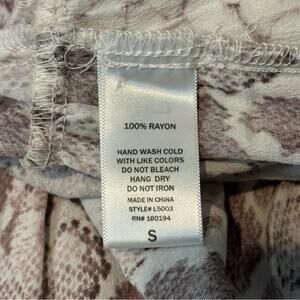 100% RAYON
HAND WASH COLD
WITH LIKE COLORS
DO NOT BLEACH
HANG DRY
DO NOT IRON
MADE IN CHINA
STYLE# L5003
RN# 160194
S